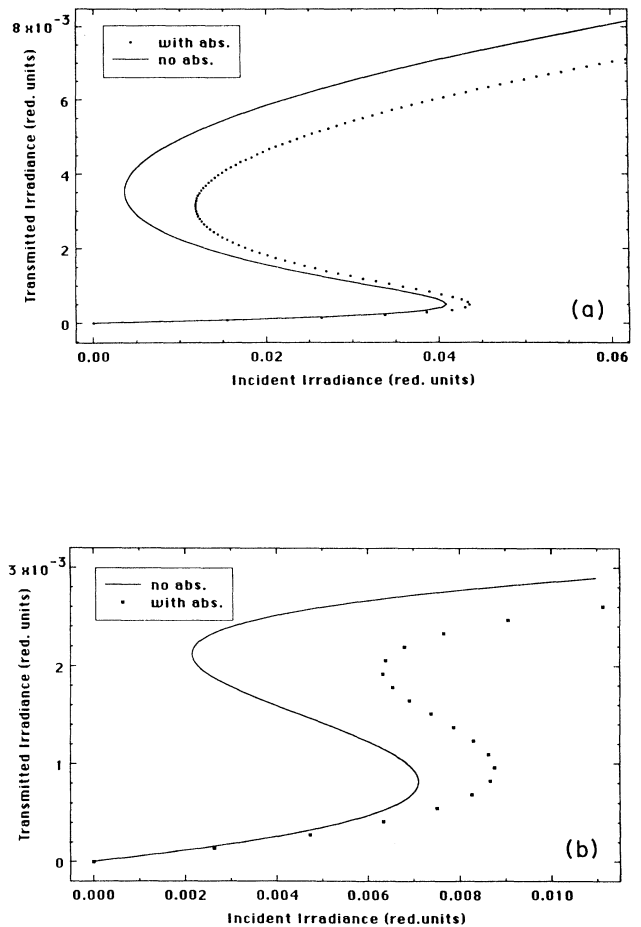 8 x10 -3
with abs.
no abs.
6
4
2
0
Transmitted Irradiance (red. units)
(a)
0.00 0.02 0.04 0.06
Incident Irradiance (red. units)
3 x10 -3
no abs.
with abs.
2
1
0
Transmitted Irradiance (red. units)
(b)
0.000 0.002 0.004 0.006 0.008 0.010
Incident Irradiance (red.units)